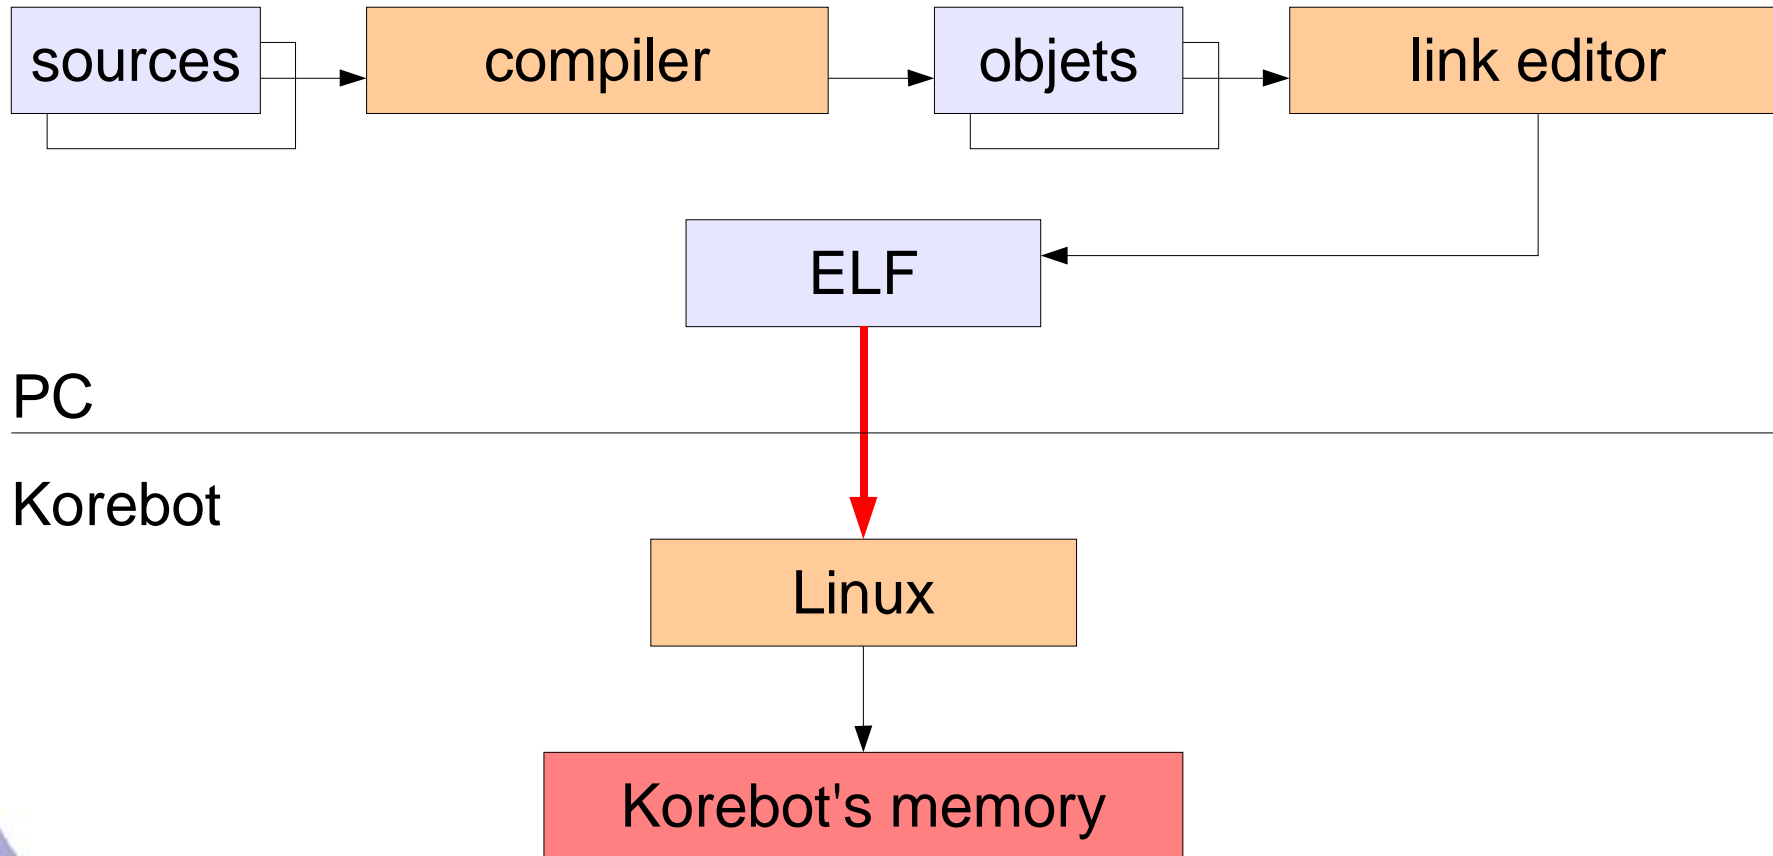 sources
compiler
objets
link editor
ELF
PC
Korebot
Linux
Korebot's memory